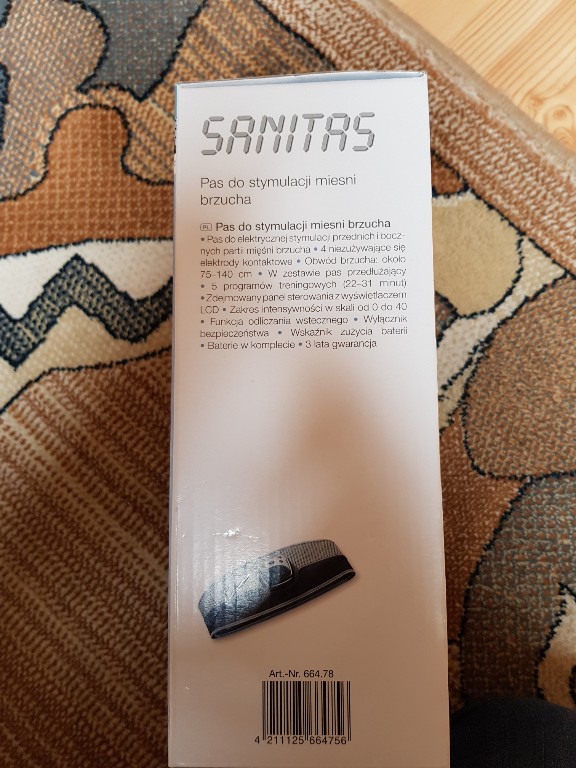 SANITAS
Pas do stymulacji miesni
brzucha
PL Pas do stymulacji miesni brzucha
• Pas do elektrycznej stymulacji przednich i bocz-
nych partii mięśni brzucha • 4 niezużywające się
elektrody kontaktowe • Obwód brzucha: około
75–140 cm • W zestawie pas przedłużający
• 5 programów treningowych (22–31 minut)
• Zdejmowany panel sterowania z wyświetlaczem
LCD • Zakres intensywności w skali od 0 do 40
• Funkcja odliczania wstecznego • Wyłącznik
bezpieczeństwa • Wskaźnik zużycia baterii
• Baterie w komplecie • 3 lata gwarancja
Art.-Nr. 664.78
4 211125 664756